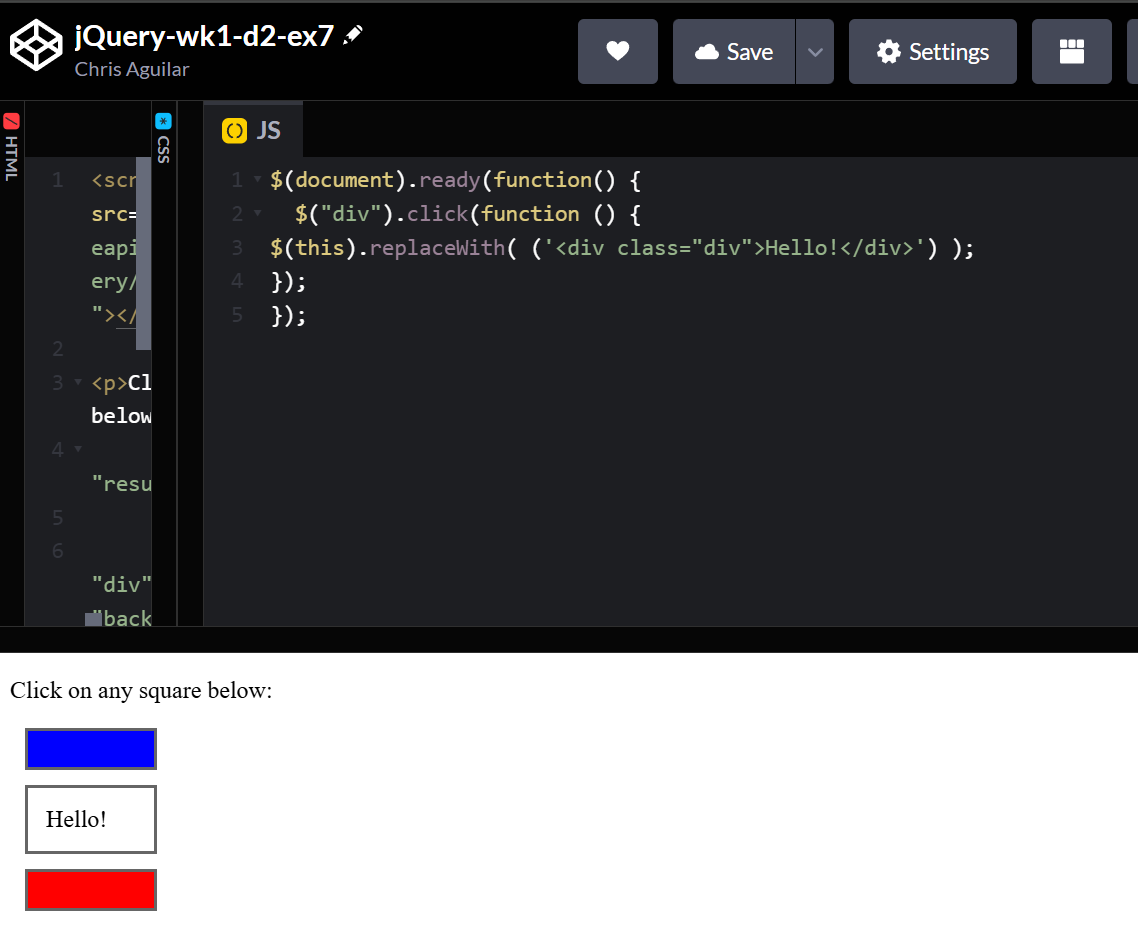 jQuery-wk1-d2-ex7
Chris Aguilar
Save
Settings
HTML
1 <scr
src=
eapi
ery/
"></
2
3 <p>Cl
below
4
"resu
5
6
"div"
"back
CSS
JS
1 $(document).ready(function() {
2 $("div").click(function () {
3 $(this).replaceWith( ('<div class="div">Hello!</div>') );
4 });
5 });
Click on any square below:
Hello!